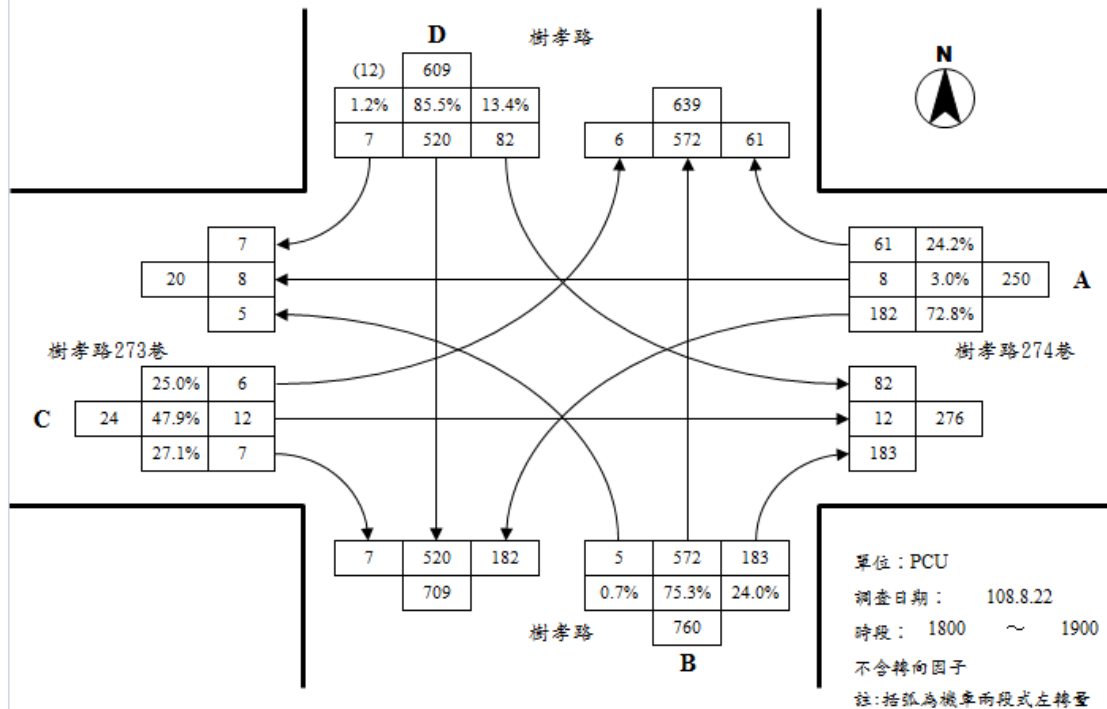 D
樹孝路
N
(12)
609
1.2% 85.5% 13.4%
7 520 82
639
6 572 61
7
20 8
5
61 24.2%
8 3.0% 250
182 72.8%
A
樹孝路273巷
樹孝路274巷
C
25.0% 6
24 47.9% 12
27.1% 7
82
12 276
183
7 520 182
709
5 572 183
0.7% 75.3% 24.0%
760
樹孝路
B
單位：PCU
調查日期： 108.8.22
時段： 1800 ～ 1900
不含轉向因子
註:括弧為機車兩段式左轉量